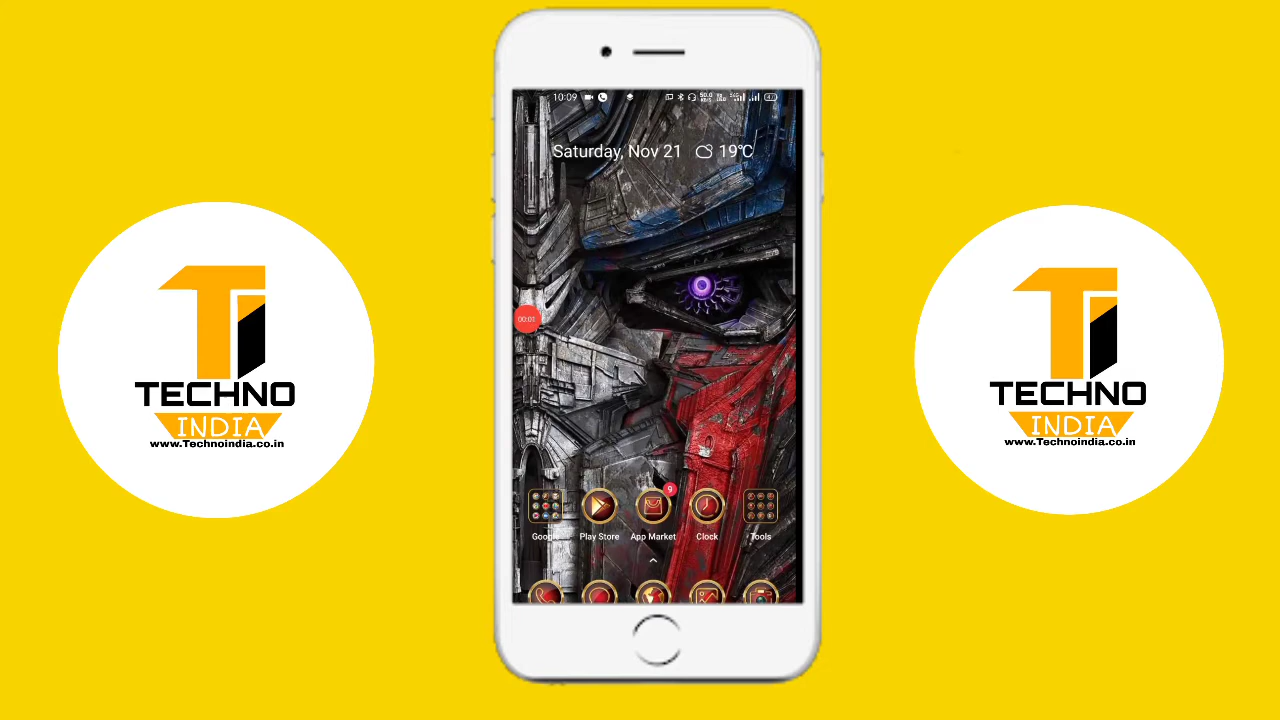 10:09
Saturday, Nov 21 19°C
00:01
TECHNO
INDIA
www.Technoindia.co.in
TECHNO
INDIA
www.Technoindia.co.in
9
Google Play Store App Market Clock Tools